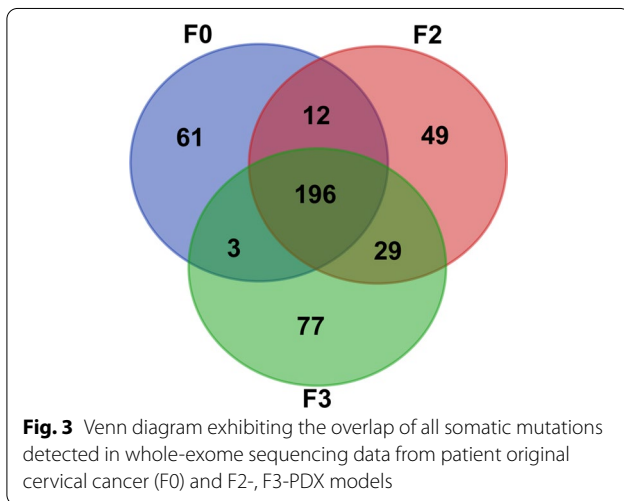 F0
F2
12
61
49
196
3
29
77
F3
Fig. 3 Venn diagram exhibiting the overlap of all somatic mutations
detected in whole-exome sequencing data from patient original
cervical cancer (F0) and F2-, F3-PDX models